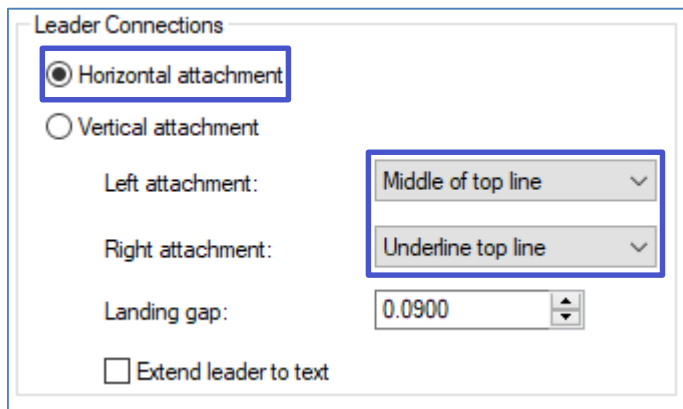 Leader Connections
Horizontal attachment
Vertical attachment
Left attachment: Middle of top line
Right attachment: Underline top line
Landing gap: 0.0900
Extend leader to text